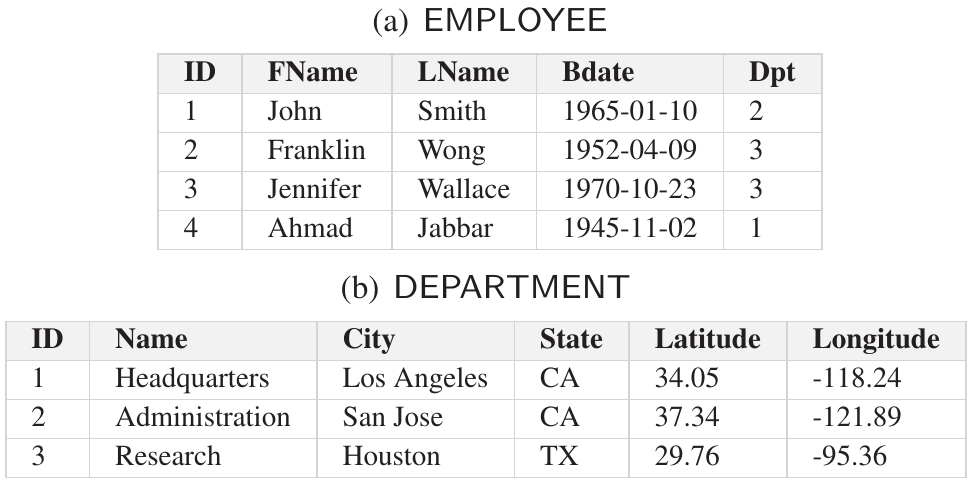 (a) EMPLOYEE
ID FName LName Bdate Dpt
1 John Smith 1965-01-10 2
2 Franklin Wong 1952-04-09 3
3 Jennifer Wallace 1970-10-23 3
4 Ahmad Jabbar 1945-11-02 1
(b) DEPARTMENT
ID Name City State Latitude Longitude
1 Headquarters Los Angeles CA 34.05 -118.24
2 Administration San Jose CA 37.34 -121.89
3 Research Houston TX 29.76 -95.36